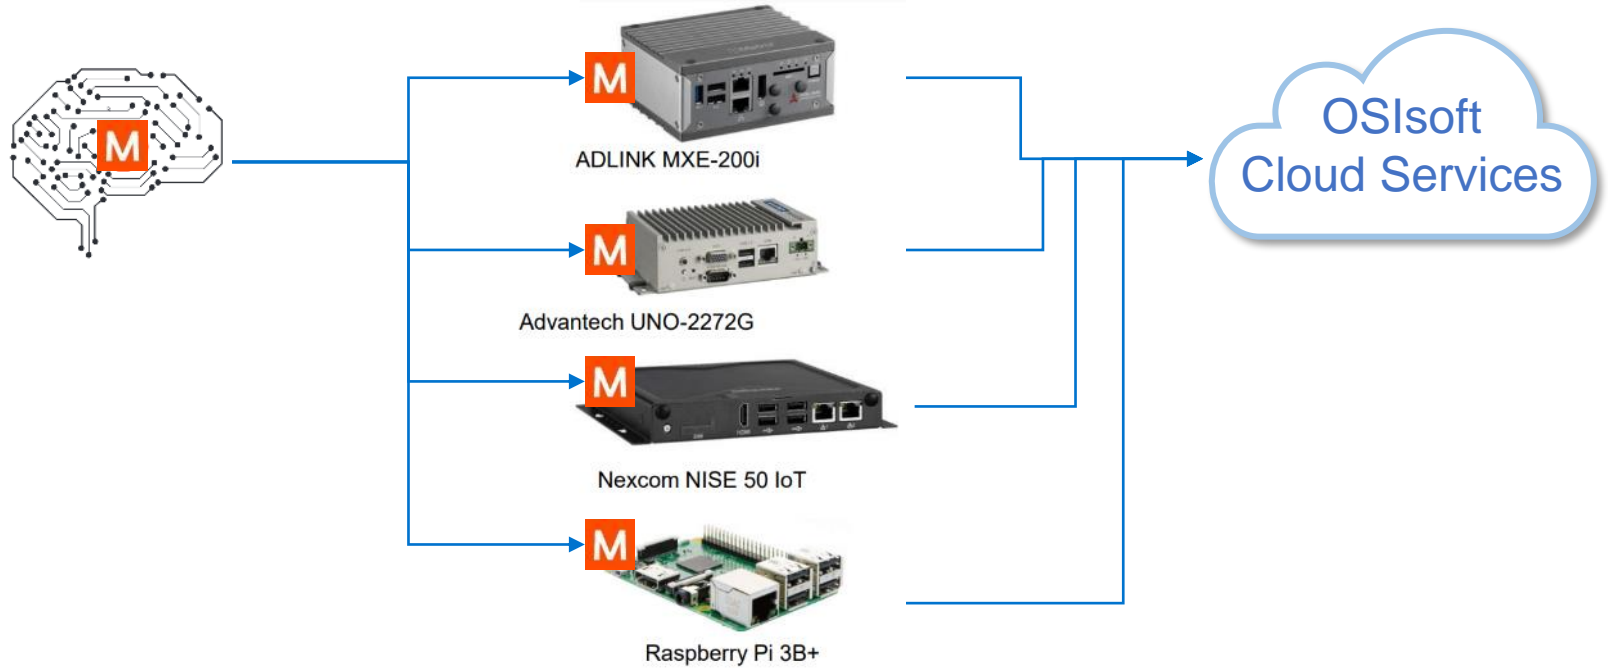 M
ADLINK MXE-200i
M
OSIsoft
Cloud Services
M
Advantech UNO-2272G
M
Nexcom NISE 50 IoT
M
Raspberry Pi 3B+